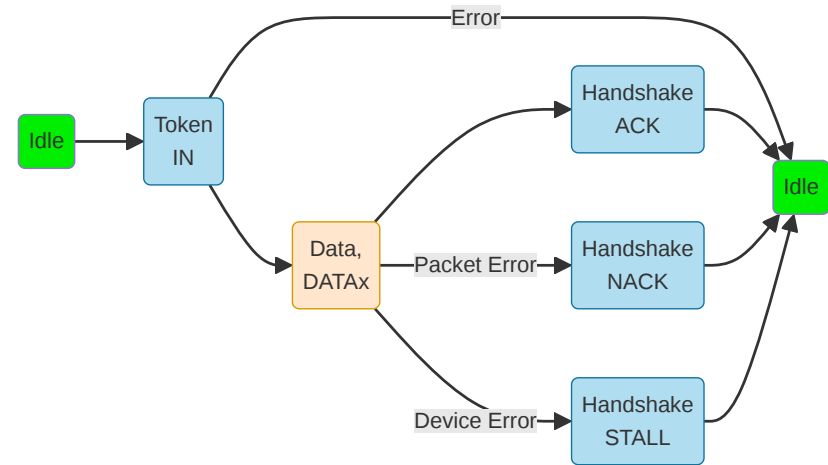 Error
Idle
Token
IN
Data,
DATAx
Packet Error
Device Error
Handshake
ACK
Handshake
NACK
Handshake
STALL
Idle